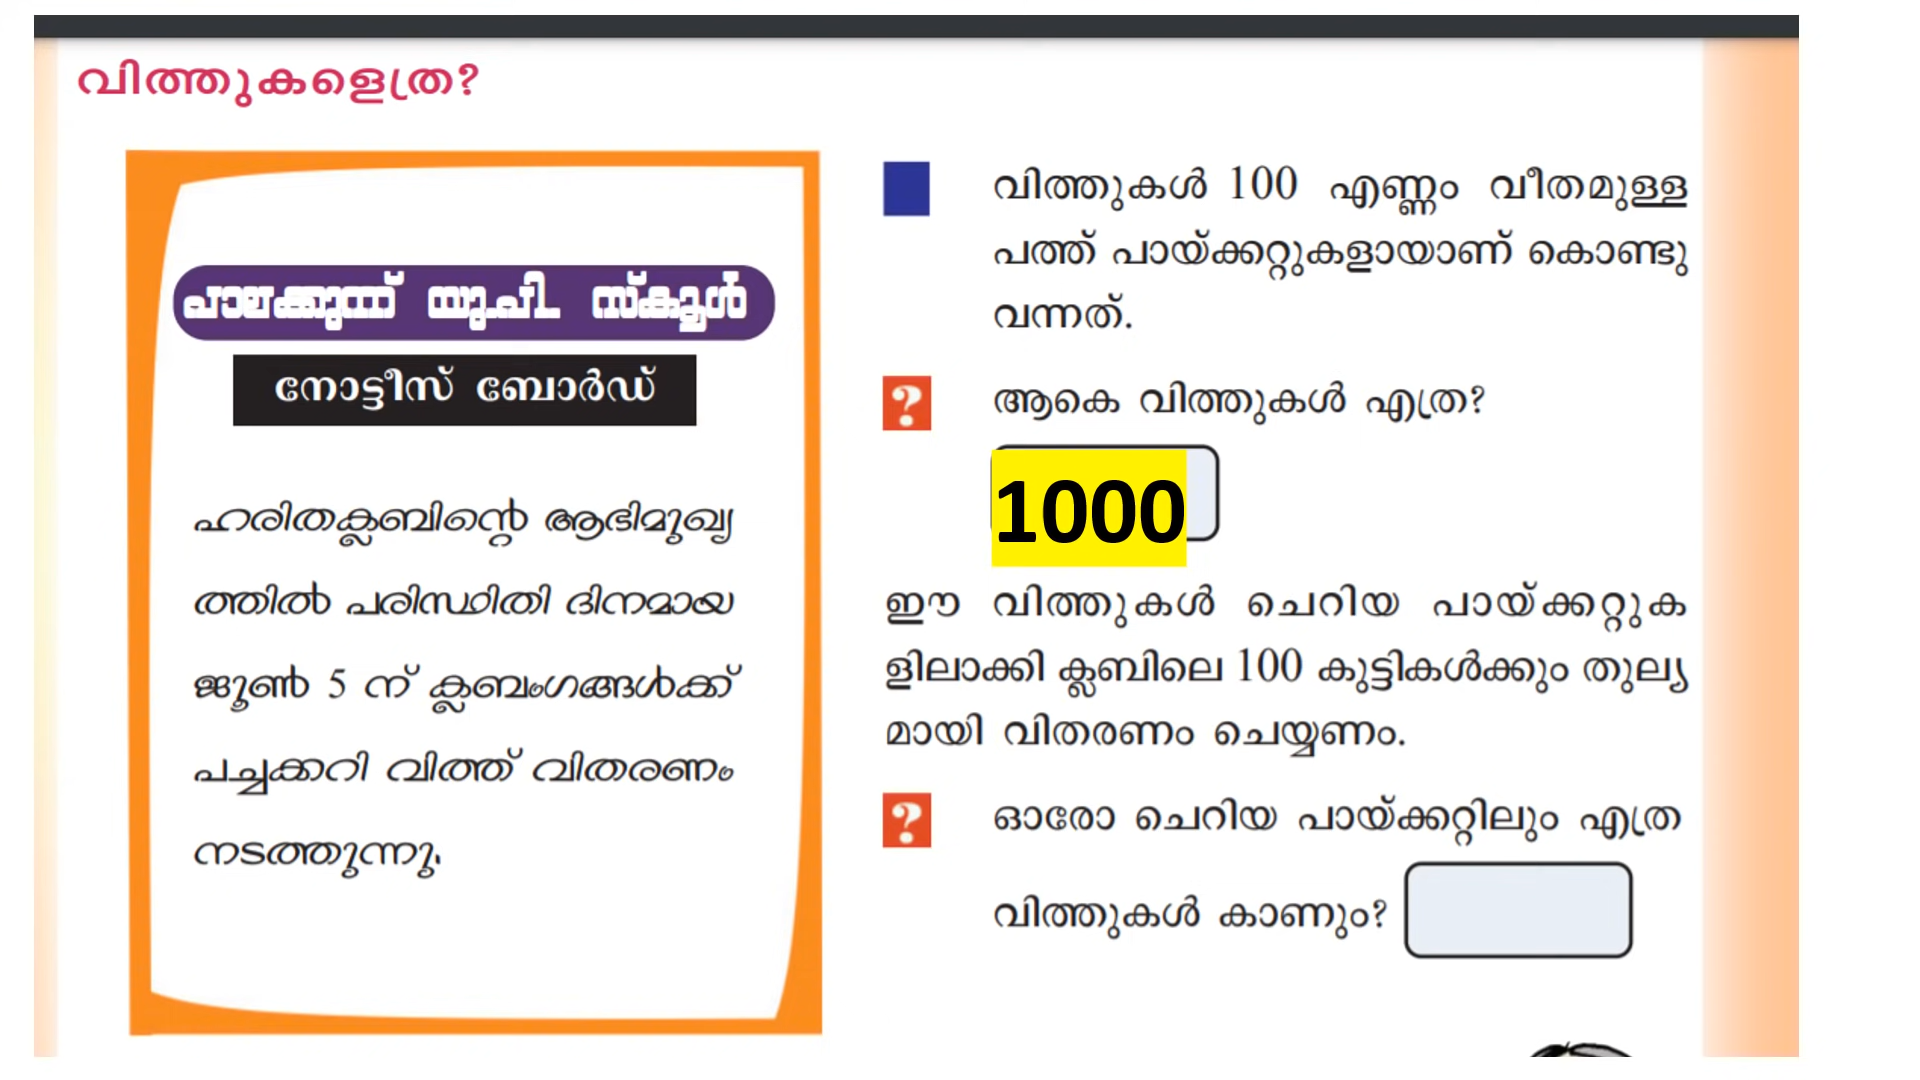 വിത്തുകളെത്ര?
പാലക്കുന്ന് യു.പി. സ്കൂൾ
നോട്ടീസ് ബോർഡ്
ഹരിതക്ലബിന്റെ ആഭിമുഖ്യ
ത്തിൽ പരിസ്ഥിതി ദിനമായ
ജൂൺ 5 ന് ക്ലബംഗങ്ങൾക്ക്
പച്ചക്കറി വിത്ത് വിതരണം
നടത്തുന്നു.
വിത്തുകൾ 100 എണ്ണം വീതമുള്ള
പത്ത് പായ്ക്കറ്റുകളായാണ് കൊണ്ടു
വന്നത്.
? ആകെ വിത്തുകൾ എത്ര?
1000
ഈ വിത്തുകൾ ചെറിയ പായ്ക്കറ്റുക
ളിലാക്കി ക്ലബിലെ 100 കുട്ടികൾക്കും തുല്യ
മായി വിതരണം ചെയ്യണം.
? ഓരോ ചെറിയ പായ്ക്കറ്റിലും എത്ര
വിത്തുകൾ കാണും?